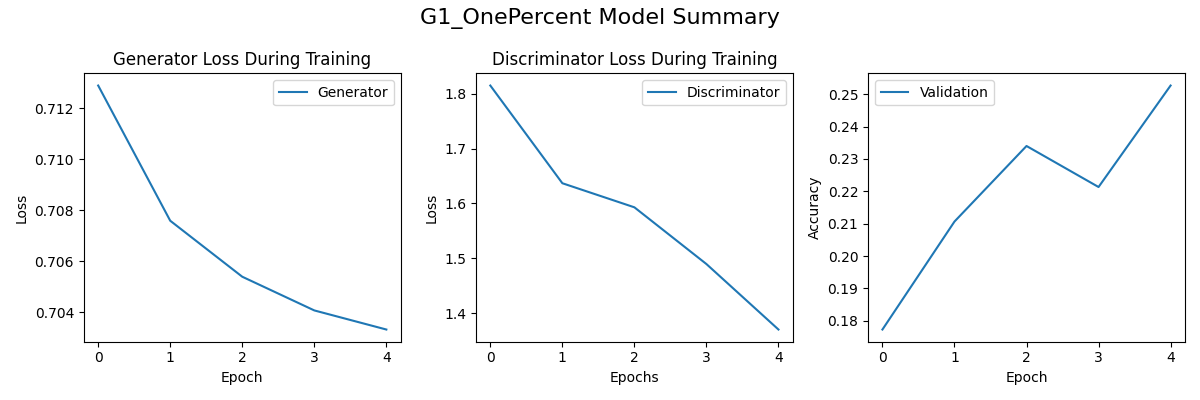 G1_OnePercent Model Summary
Generator Loss During Training
Generator
0.712
0.710
0.708
0.706
0.704
Loss
0 1 2 3 4
Epoch
Discriminator Loss During Training
Discriminator
1.8
1.7
1.6
1.5
1.4
Loss
0 1 2 3 4
Epochs
Validation
0.25
0.24
0.23
0.22
0.21
0.20
0.19
0.18
Accuracy
0 1 2 3 4
Epoch